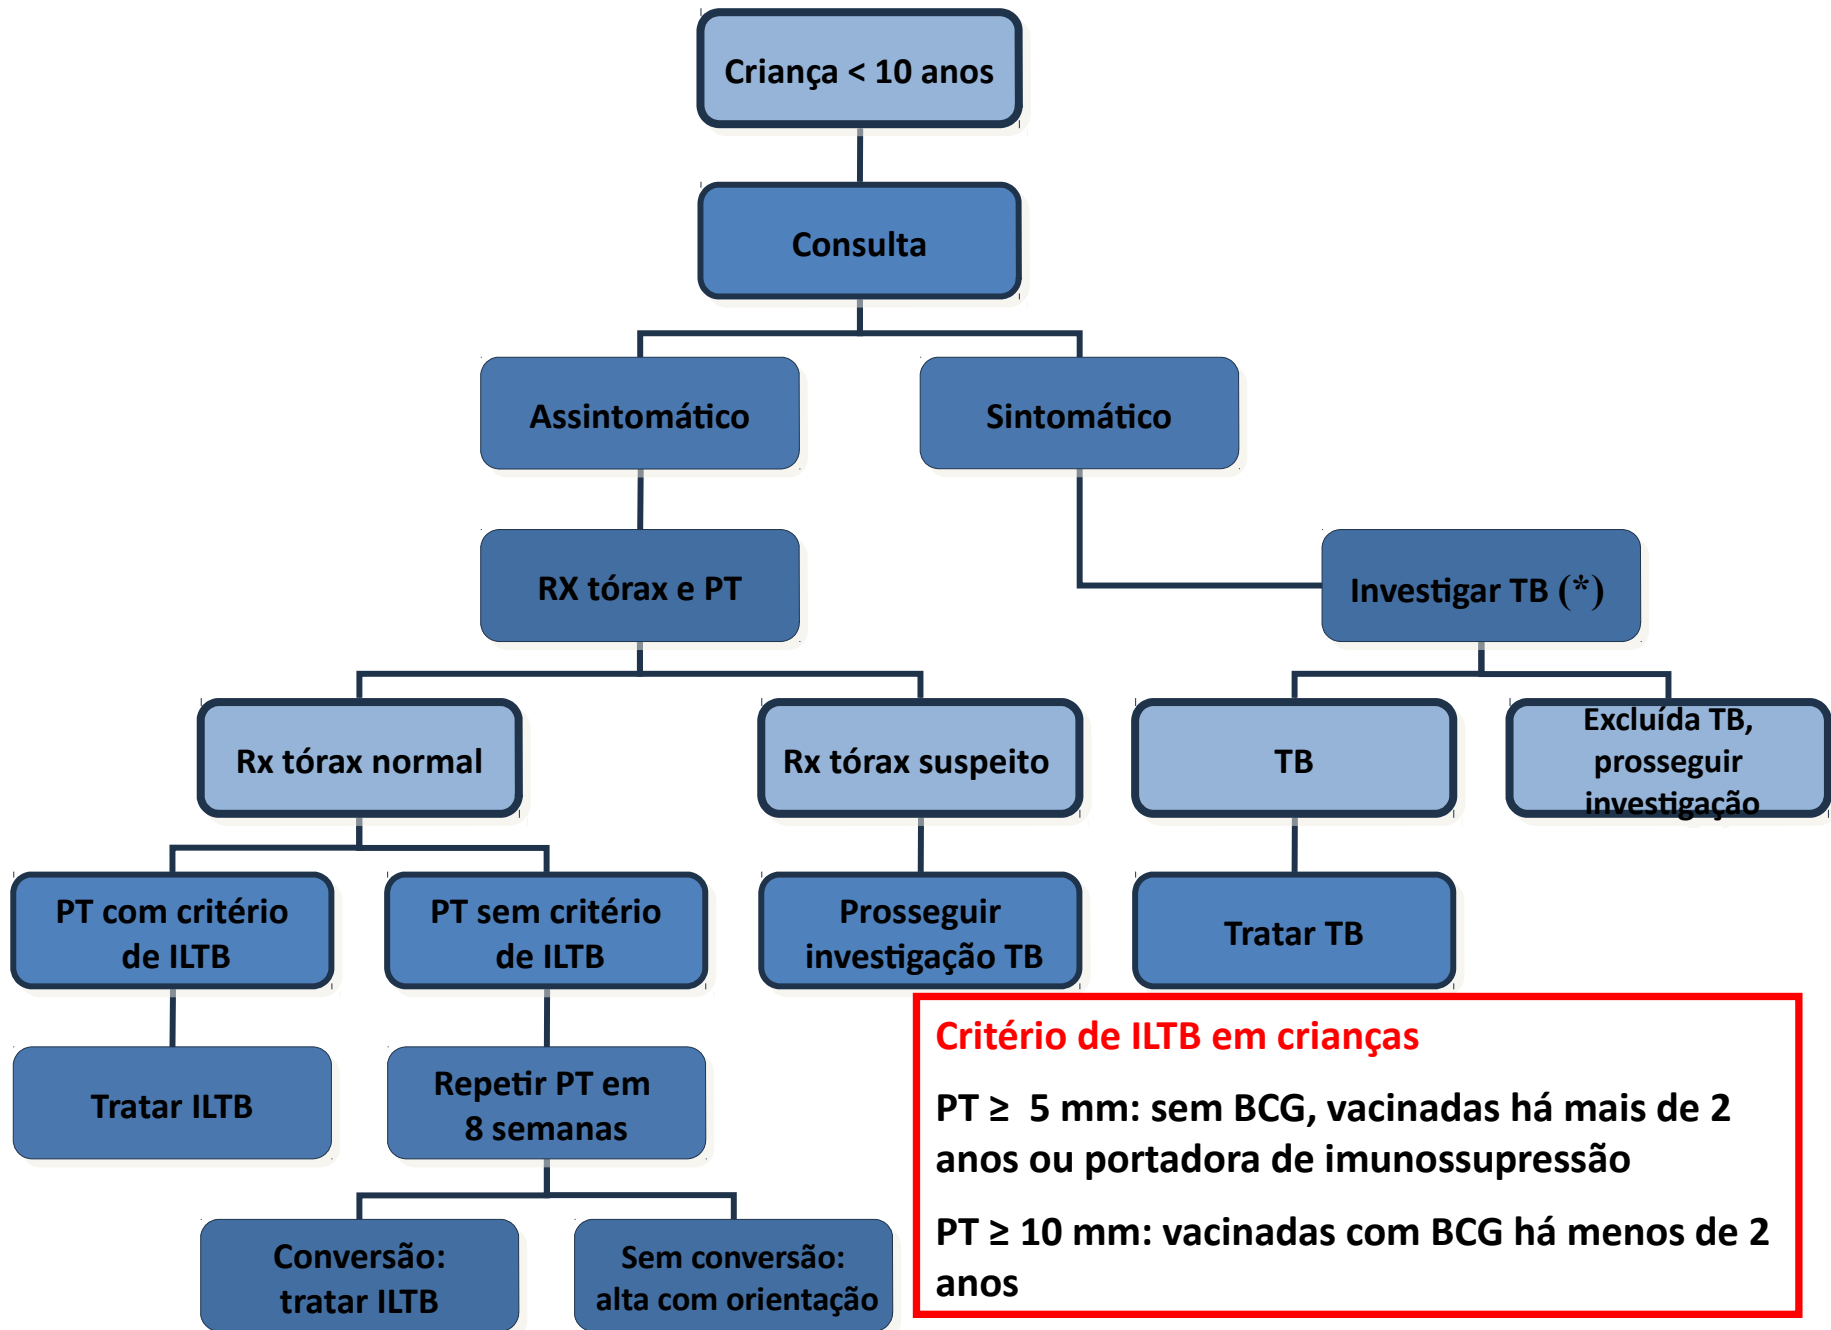 Criança < 10 anos
Consulta
Assintomático
Sintomático
RX tórax e PT
Investigar TB (*)
Rx tórax normal
Rx tórax suspeito
TB
Excluída TB,
prosseguir
investigação
PT com critério
de ILTB
PT sem critério
de ILTB
Prosseguir
investigação TB
Tratar TB
Tratar ILTB
Repetir PT em
8 semanas
Conversão:
tratar ILTB
Sem conversão:
alta com orientação
Critério de ILTB em crianças
PT ≥ 5 mm: sem BCG, vacinadas há mais de 2
anos ou portadora de imunossupressão
PT ≥ 10 mm: vacinadas com BCG há menos de 2
anos